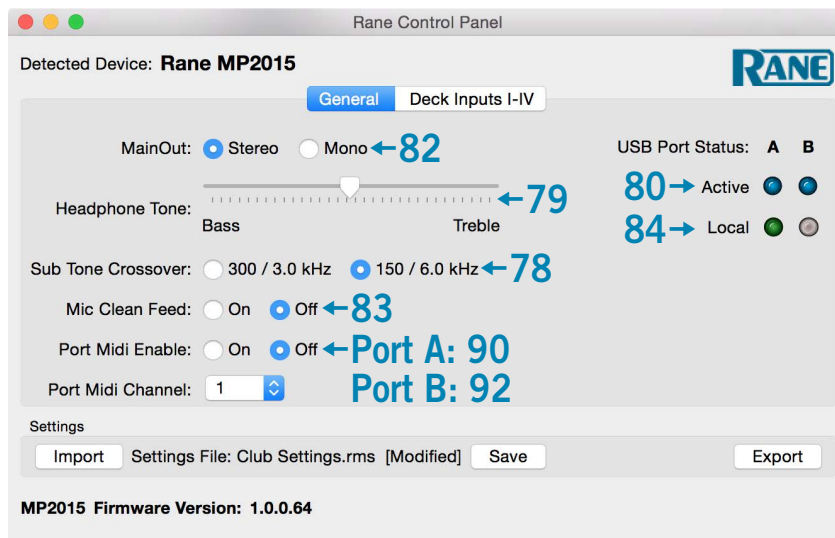 Rane Control Panel
Detected Device: Rane MP2015
RANE
General Deck Inputs I-IV
MainOut: Stereo Mono ←82
USB Port Status: A B
80→ Active
Headphone Tone: ←79
Bass Treble
84→ Local
Sub Tone Crossover: 300 / 3.0 kHz 150 / 6.0 kHz ←78
Mic Clean Feed: On Off ←83
Port Midi Enable: On Off ←Port A: 90
Port Midi Channel: 1 Port B: 92
Settings
Import Settings File: Club Settings.rms [Modified] Save Export
MP2015 Firmware Version: 1.0.0.64